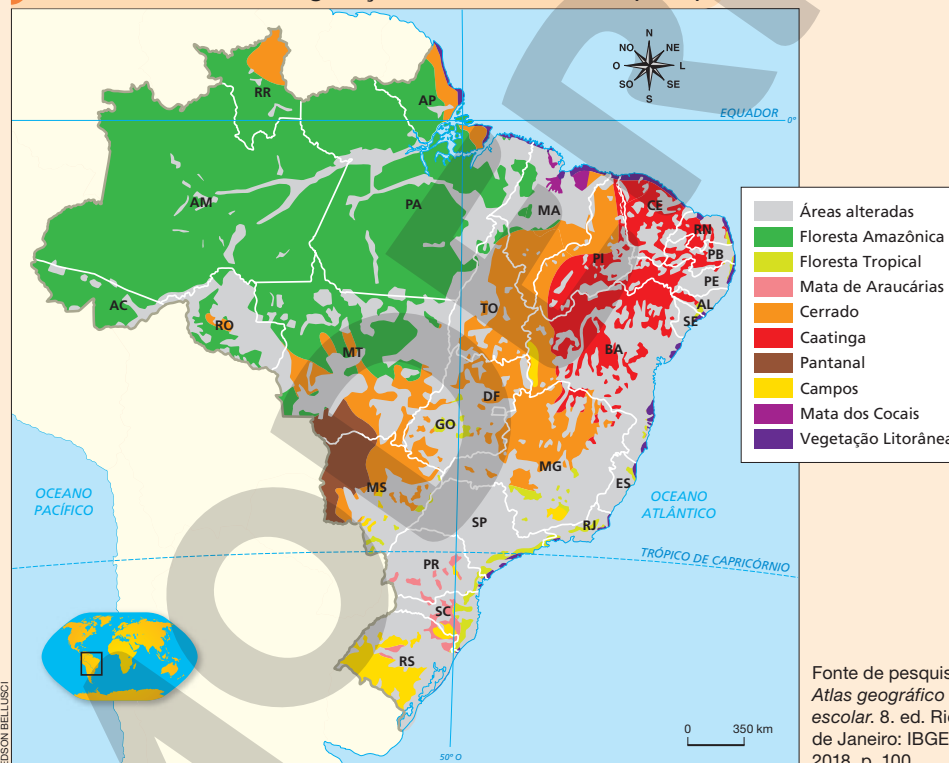 N
NO NE
O L
SO SE
S
EQUADOR 0°
RR
AP
AM
PA
MA
CE
RN
PB
PE
AL
SE
PI
AC
RO
TO
BA
MT
DF
GO
MG
ES
MS
SP
RJ
PR
SC
RS
OCEANO
PACÍFICO
OCEANO
ATLÂNTICO
TRÓPICO DE CAPRICÓRNIO
50° O
0 350 km
Áreas alteradas
Floresta Amazônica
Floresta Tropical
Mata de Araucárias
Cerrado
Caatinga
Pantanal
Campos
Mata dos Cocais
Vegetação Litorânea
EDSON BELLUSCI
Fonte de pesquis
Atlas geográfico
escolar. 8. ed. Rio
de Janeiro: IBGE
2018. p. 100.